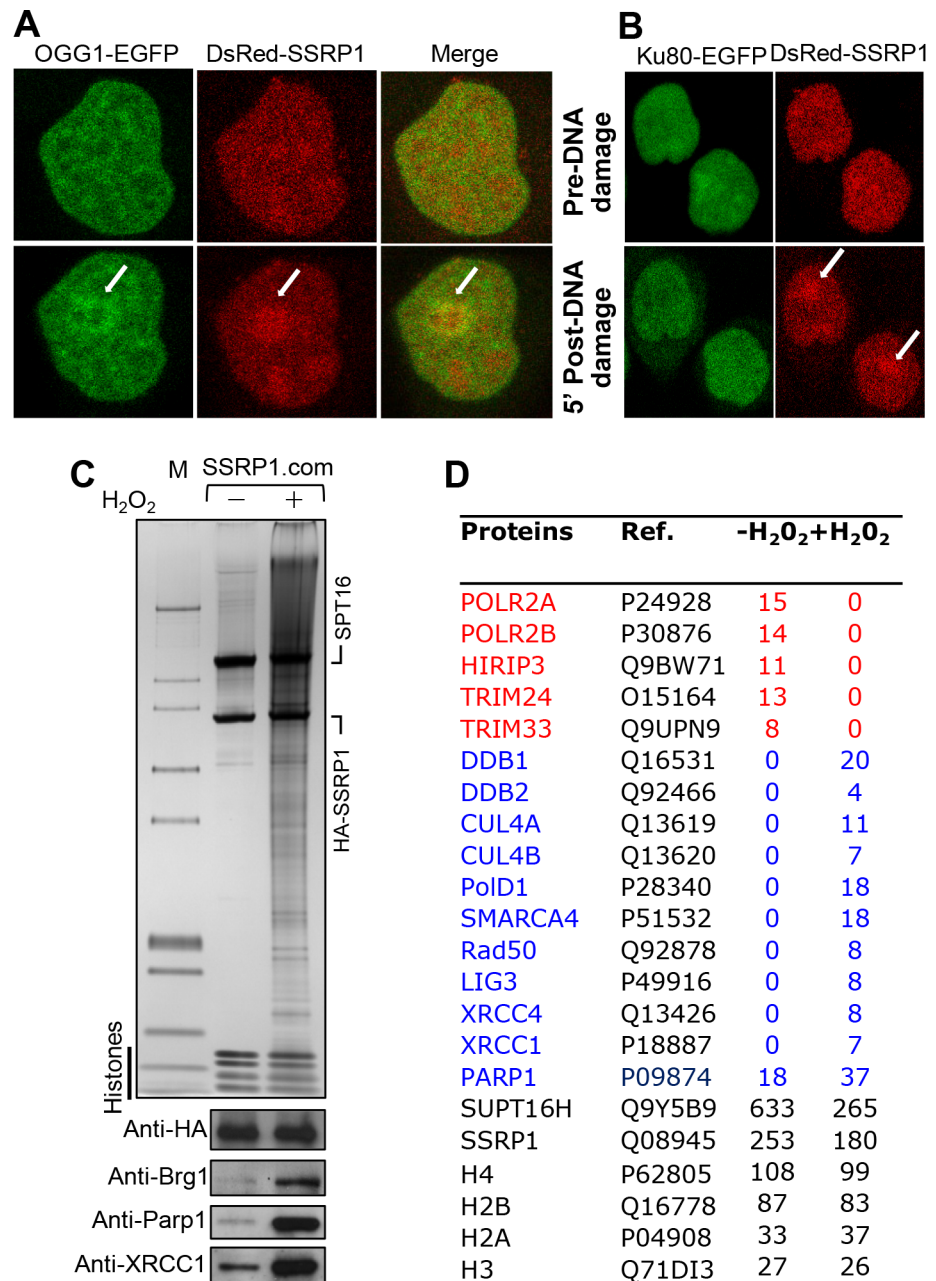 A
OGG1-EGFP DsRed-SSRP1 Merge
Pre-DNA
damage
5' Post-DNA
damage
B
Ku80-EGFP DsRed-SSRP1
C
M SSRP1.com
H₂O₂ − +
SPT16
HA-SSRP1
Histones
Anti-HA
Anti-Brg1
Anti-Parp1
Anti-XRCC1
D
Proteins Ref. -H₂0₂+H₂0₂
POLR2A P24928 15 0
POLR2B P30876 14 0
HIRIP3 Q9BW71 11 0
TRIM24 O15164 13 0
TRIM33 Q9UPN9 8 0
DDB1 Q16531 0 20
DDB2 Q92466 0 4
CUL4A Q13619 0 11
CUL4B Q13620 0 7
PolD1 P28340 0 18
SMARCA4 P51532 0 18
Rad50 Q92878 0 8
LIG3 P49916 0 8
XRCC4 Q13426 0 8
XRCC1 P18887 0 7
PARP1 P09874 18 37
SUPT16H Q9Y5B9 633 265
SSRP1 Q08945 253 180
H4 P62805 108 99
H2B Q16778 87 83
H2A P04908 33 37
H3 Q71DI3 27 26